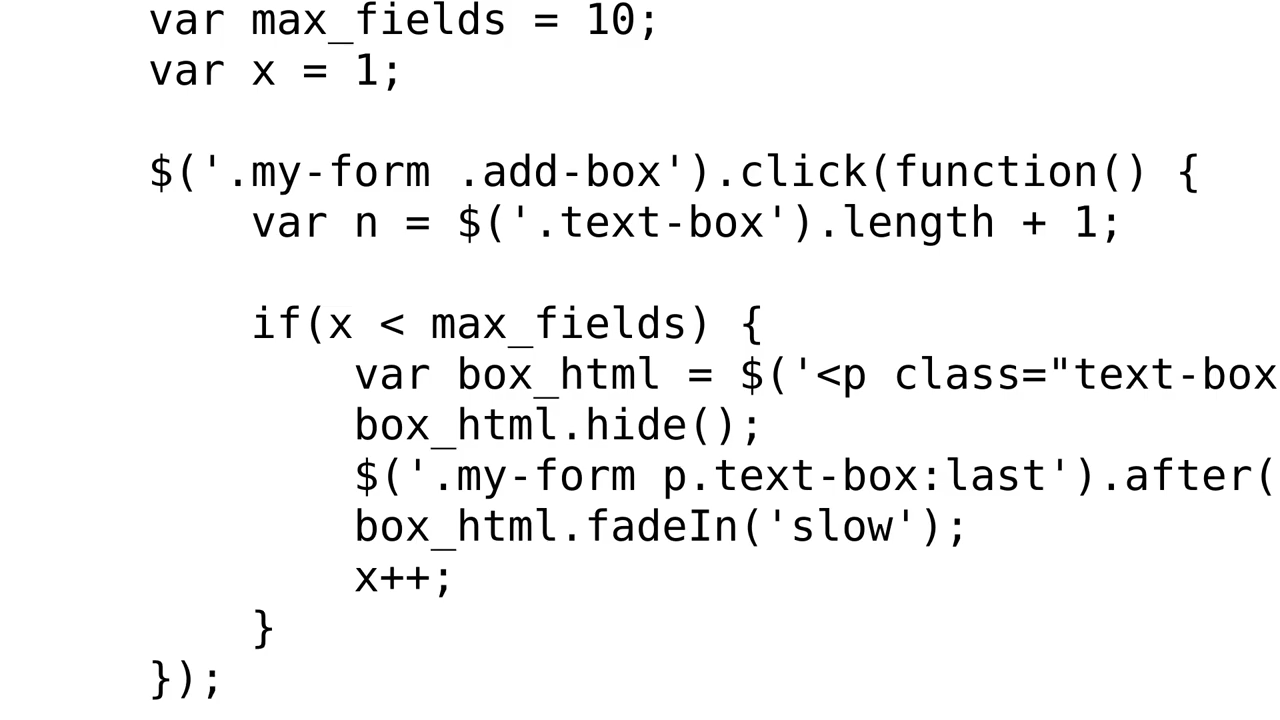 var max_fields = 10;
var x = 1;
$('.my-form .add-box').click(function() {
var n = $('.text-box').length + 1;
if(x < max_fields) {
var box_html = $('<p class="text-box
box_html.hide();
$('.my-form p.text-box:last').after(
box_html.fadeIn('slow');
x++;
}
});